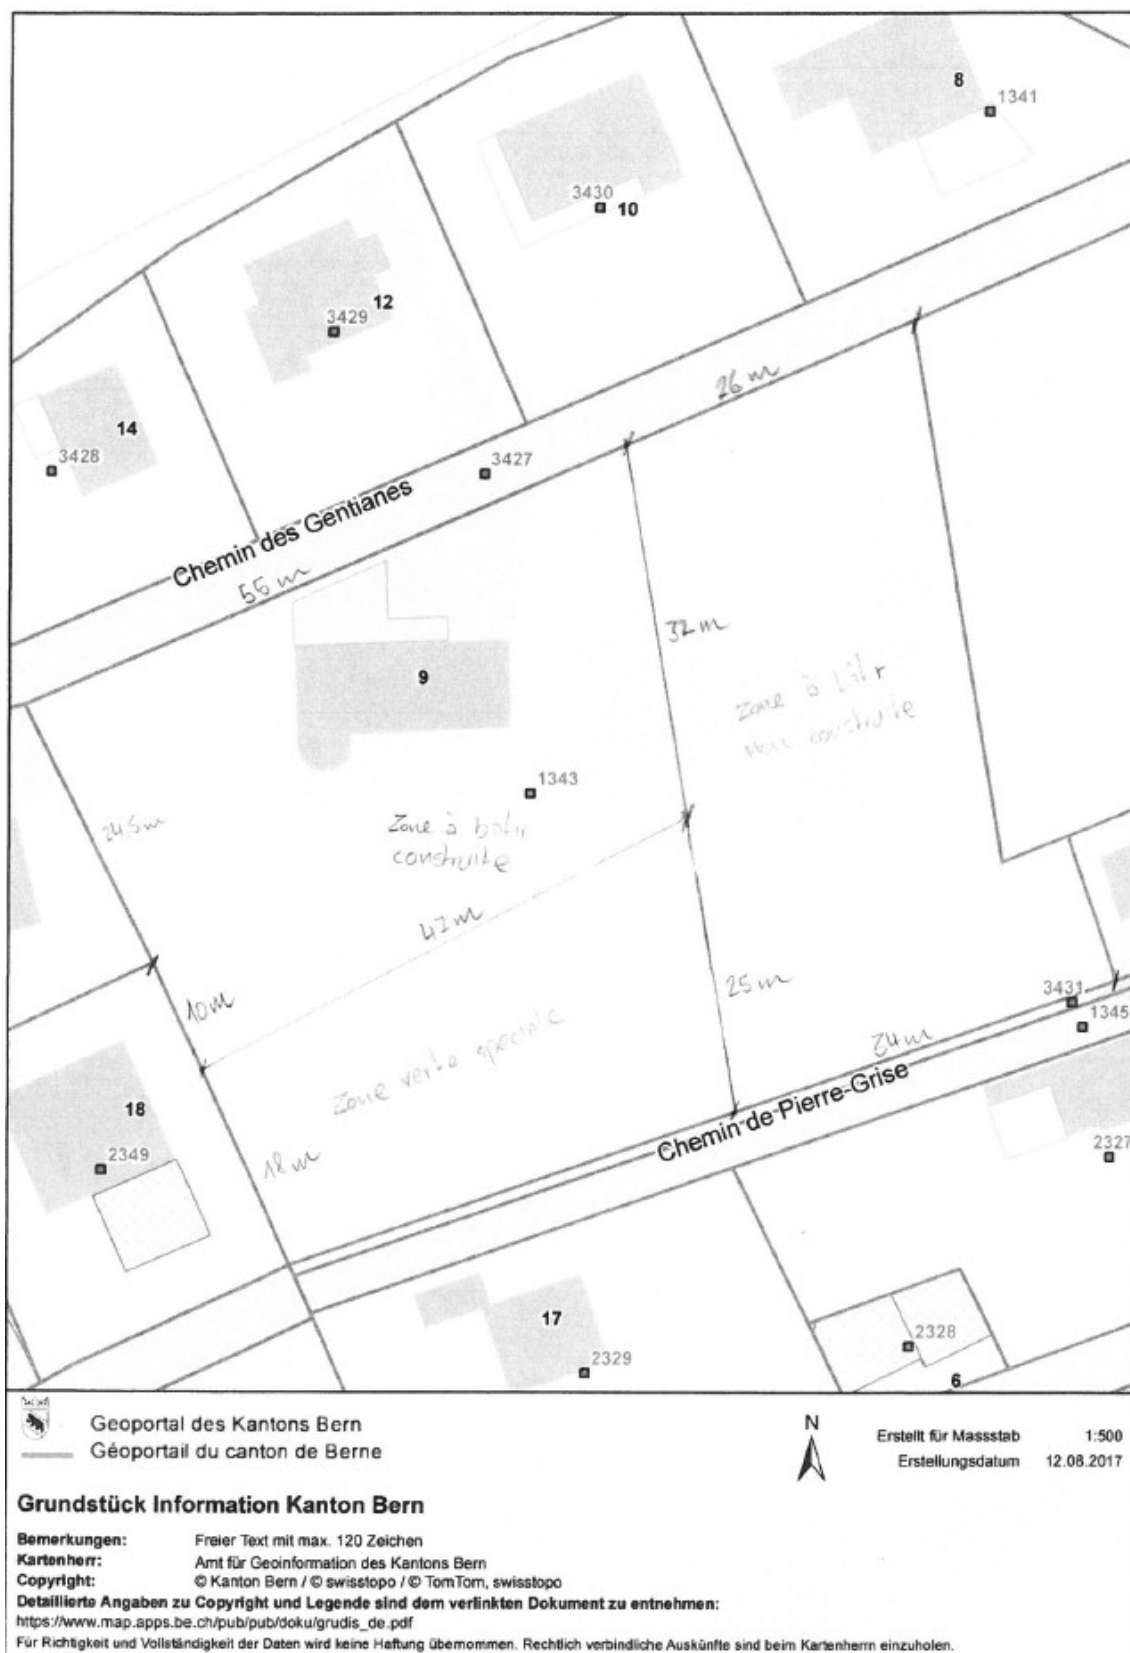 8
1341
3430
10
12
3429
14
3428
26 m
3427
Chemin des Gentianes
55 m
32 m
9
Zone à bâtir
non construite
1343
24,5 m
Zone à bâtir
construite
47 m
10 m
25 m
3431
1345
24 m
Zone verte spéciale
Chemin-de-Pierre-Grise
18
2349
18 m
2327
17
2329
2328
6
Geoportal des Kantons Bern
Géoportail du canton de Berne
N
Erstellt für Massstab 1:500
Erstellungsdatum 12.08.2017
Grundstück Information Kanton Bern
Bemerkungen: Freier Text mit max. 120 Zeichen
Kartenherr: Amt für Geoinformation des Kantons Bern
Copyright: © Kanton Bern / © swisstopo / © TomTom, swisstopo
Detaillierte Angaben zu Copyright und Legende sind dem verlinkten Dokument zu entnehmen:
https://www.map.apps.be.ch/pub/pub/doku/grudis_de.pdf
Für Richtigkeit und Vollständigkeit der Daten wird keine Haftung übernommen. Rechtlich verbindliche Auskünfte sind beim Kartenherrn einzuholen.